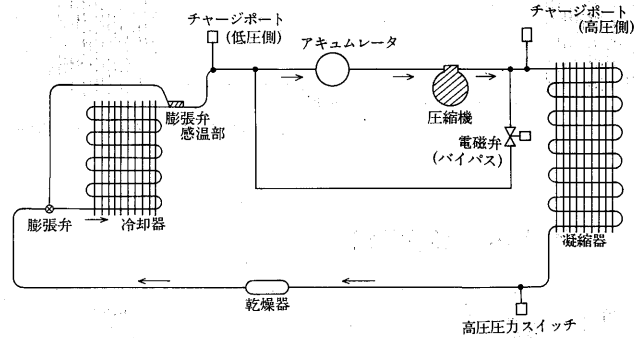 チャージポート
(低圧側)
アキュムレータ
チャージポート
(高圧側)
膨張弁
感温部
圧縮機
電磁弁
(バイパス)
膨張弁
冷却器
凝縮器
乾燥器
高圧圧力スイッチ